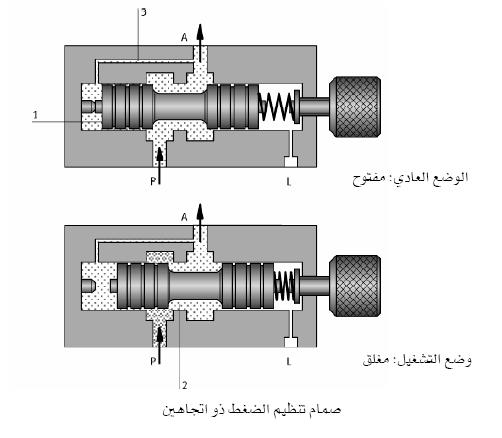 3
A
1
P
L
الوضع العادي: مفتوح
A
P
L
وضع التشغيل: مغلق
2
صمام تنظيم الضغط ذو اتجاهين